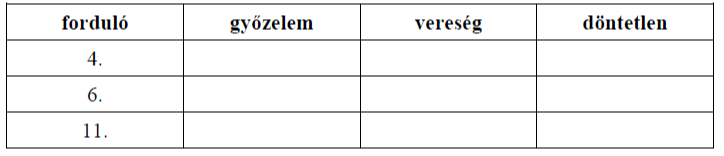 forduló győzelem vereség döntetlen
4.
6.
11.